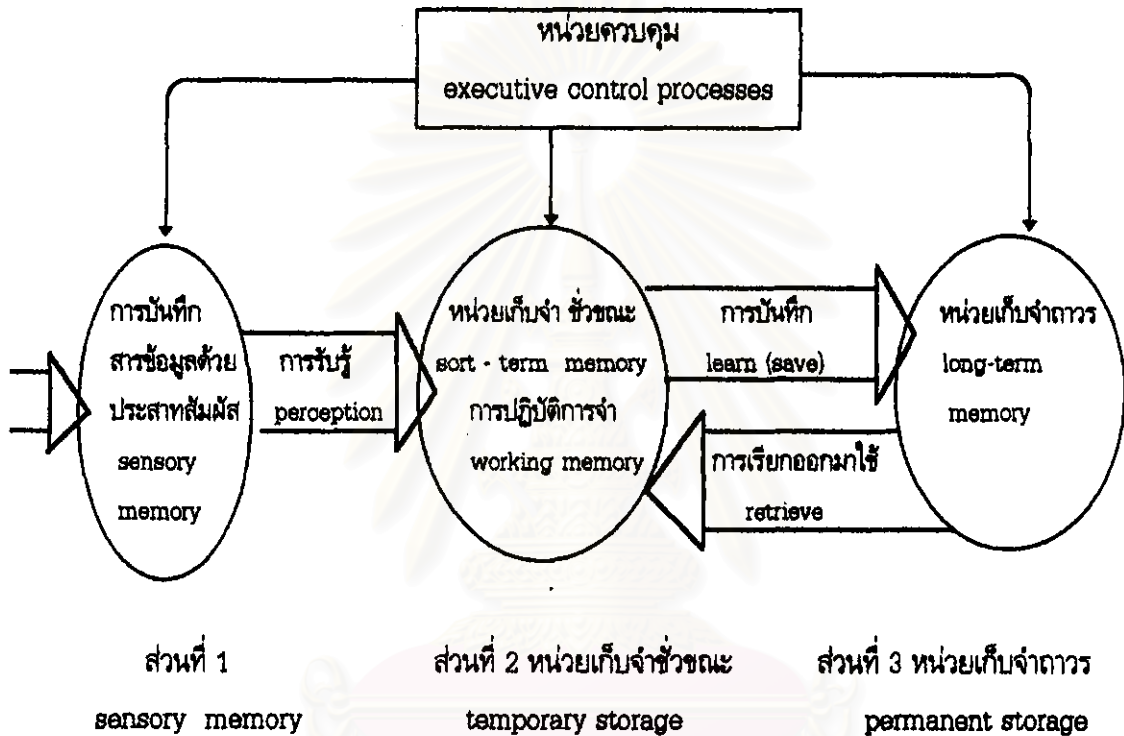 หน่วยควบคุม
executive control processes
การบันทึก
สารข้อมูลด้วย
ประสาทสัมผัส
sensory
memory
การรับรู้
perception
หน่วยเก็บจำ ชั่วขณะ
sort - term memory
การปฏิบัติการจำ
working memory
การบันทึก
learn (save)
การเรียกออกมาใช้
retrieve
หน่วยเก็บจำถาวร
long-term
memory
ส่วนที่ 1
sensory memory
ส่วนที่ 2 หน่วยเก็บจำชั่วขณะ
temporary storage
ส่วนที่ 3 หน่วยเก็บจำถาวร
permanent storage